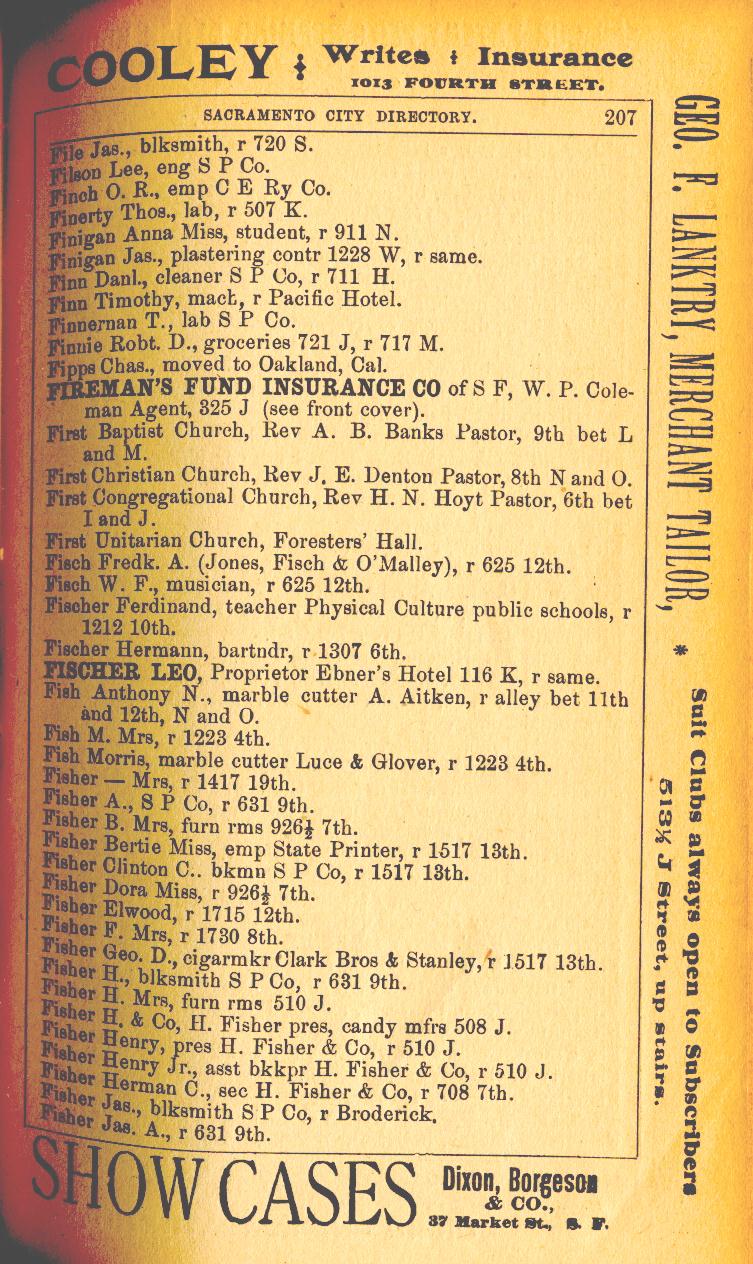 COOLEY : Writes : Insurance
1013 FOURTH STREET.
SACRAMENTO CITY DIRECTORY. 207
File Jas., blksmith, r 720 S.
Filson Lee, eng S P Co.
Finch O. R., emp C E Ry Co.
Finerty Thos., lab, r 507 K.
Finigan Anna Miss, student, r 911 N.
Finigan Jas., plastering contr 1228 W, r same.
Finn Danl., cleaner S P Co, r 711 H.
Finn Timothy, mach, r Pacific Hotel.
Finnernan T., lab S P Co.
Finnie Robt. D., groceries 721 J, r 717 M.
Fipps Chas., moved to Oakland, Cal.
FIREMAN'S FUND INSURANCE CO of S F, W. P. Cole-
man Agent, 325 J (see front cover).
First Baptist Church, Rev A. B. Banks Pastor, 9th bet L
and M.
First Christian Church, Rev J. E. Denton Pastor, 8th N and O.
First Congregational Church, Rev H. N. Hoyt Pastor, 6th bet
I and J.
First Unitarian Church, Foresters' Hall.
Fisch Fredk. A. (Jones, Fisch & O'Malley), r 625 12th.
Fisch W. F., musician, r 625 12th.
Fischer Ferdinand, teacher Physical Culture public schools, r
1212 10th.
Fischer Hermann, bartndr, r 1307 6th.
FISCHER LEO, Proprietor Ebner's Hotel 116 K, r same.
Fish Anthony N., marble cutter A. Aitken, r alley bet 11th
and 12th, N and O.
Fish M. Mrs, r 1223 4th.
Fish Morris, marble cutter Luce & Glover, r 1223 4th.
Fisher — Mrs, r 1417 19th.
Fisher A., S P Co, r 631 9th.
Fisher B. Mrs, furn rms 926½ 7th.
Fisher Bertie Miss, emp State Printer, r 1517 13th.
Fisher Clinton C.. bkmn S P Co, r 1517 13th.
Fisher Dora Miss, r 926½ 7th.
Fisher Elwood, r 1715 12th.
Fisher F. Mrs, r 1730 8th.
Fisher Geo. D., cigarmkr Clark Bros & Stanley, r 1517 13th.
Fisher H., blksmith S P Co, r 631 9th.
Fisher H. Mrs, furn rms 510 J.
Fisher H. & Co, H. Fisher pres, candy mfrs 508 J.
Fisher Henry, pres H. Fisher & Co, r 510 J.
Fisher Henry Jr., asst bkkpr H. Fisher & Co, r 510 J.
Fisher Herman C., sec H. Fisher & Co, r 708 7th.
Fisher Jas., blksmith S P Co, r Broderick.
Fisher Jas. A., r 631 9th.
SHOW CASES Dixon, Borgeson
& CO.,
37 Market St., S. F.
GEO. F. LANKTRY, MERCHANT TAILOR, * Suit Clubs always open to Subscribers
513½ J Street, up stairs.